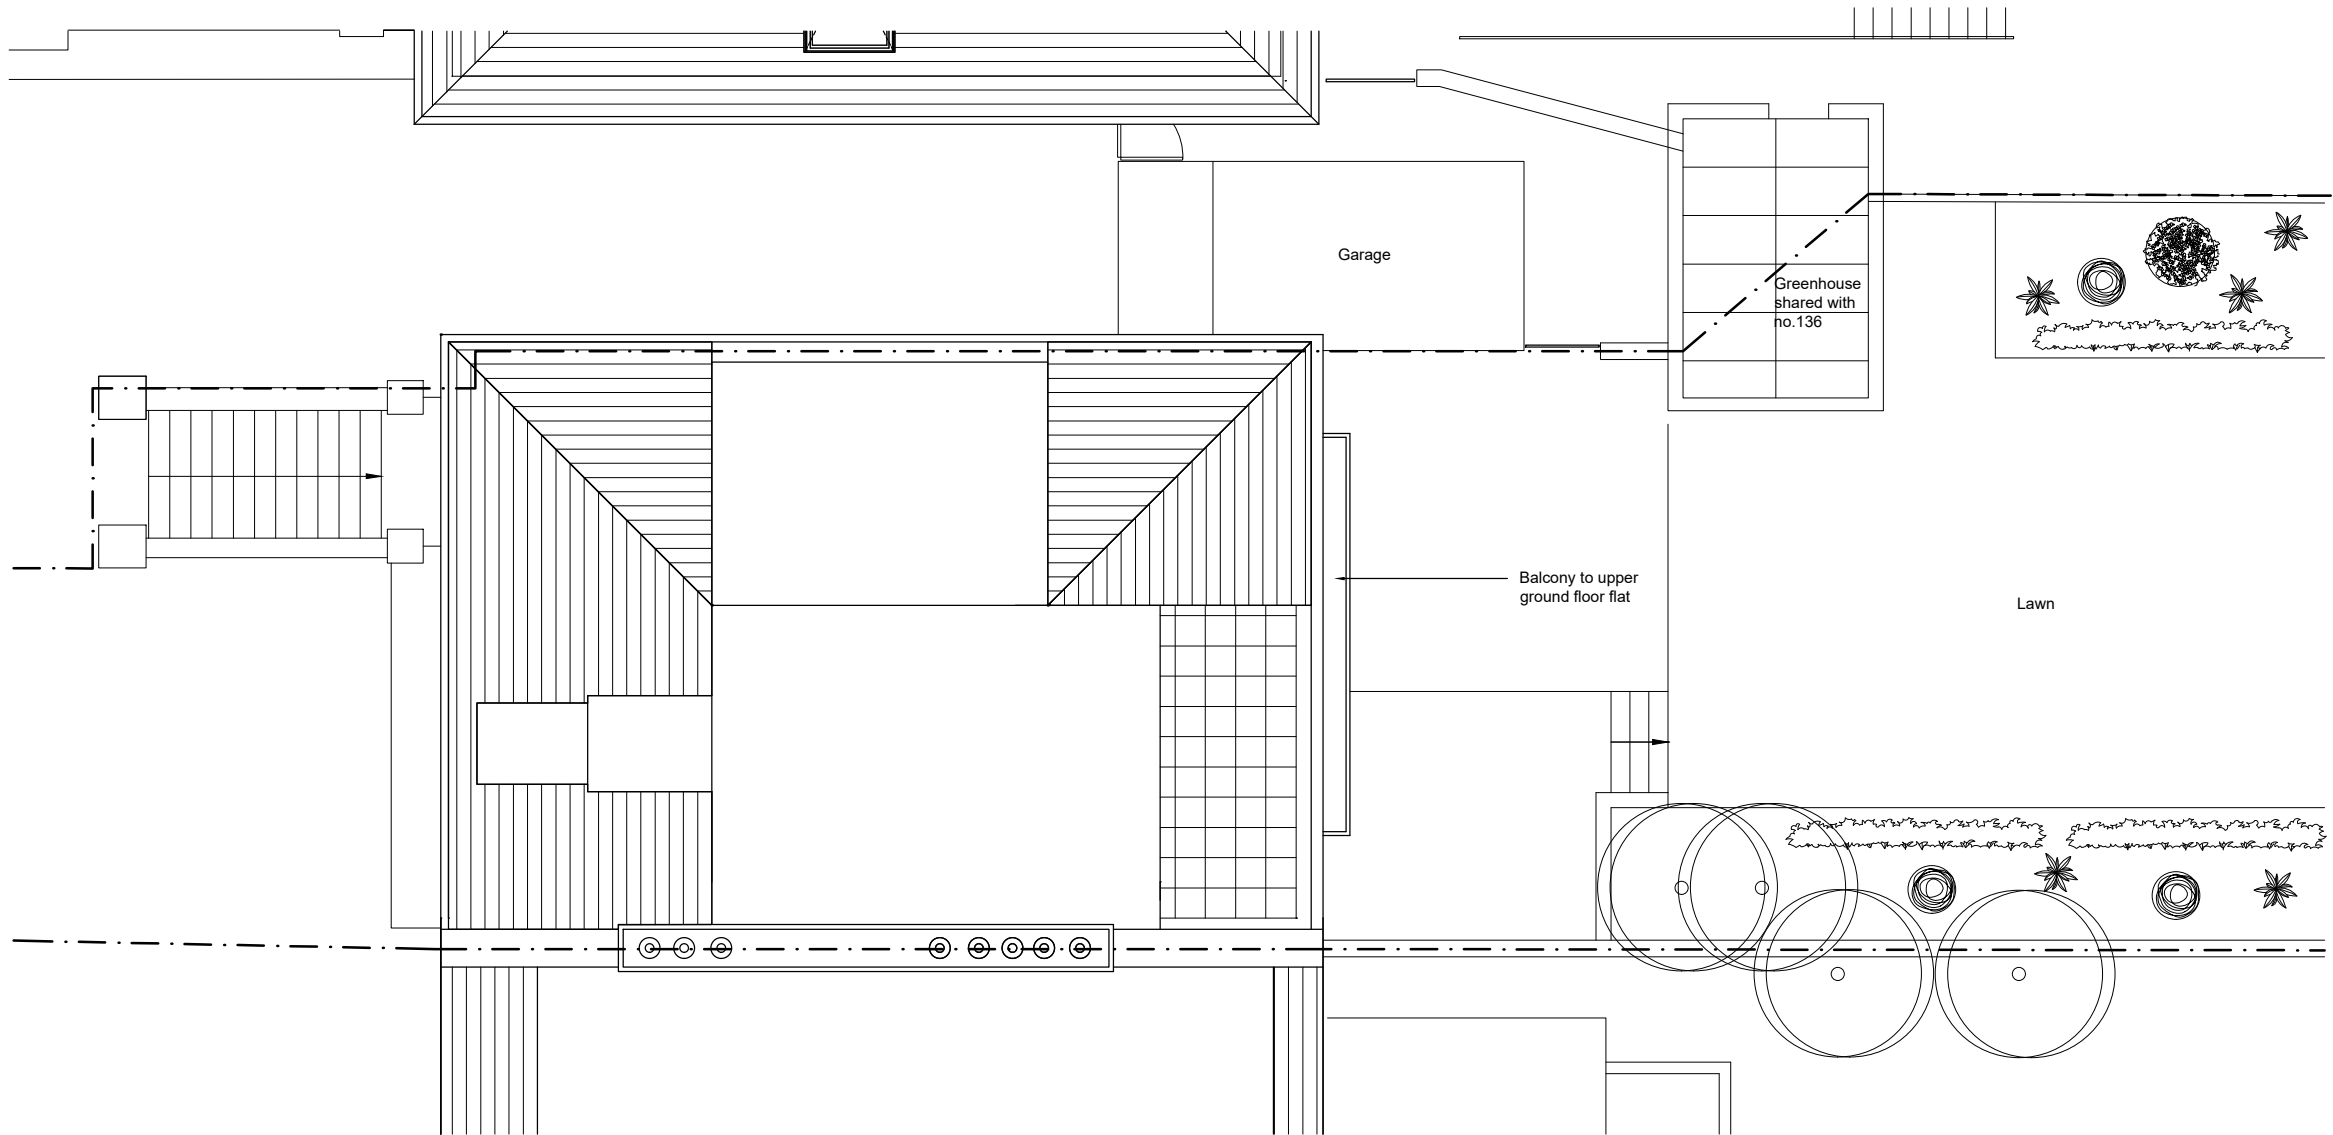 Garage
Greenhouse
shared with
no.136
Balcony to upper
ground floor flat
Lawn